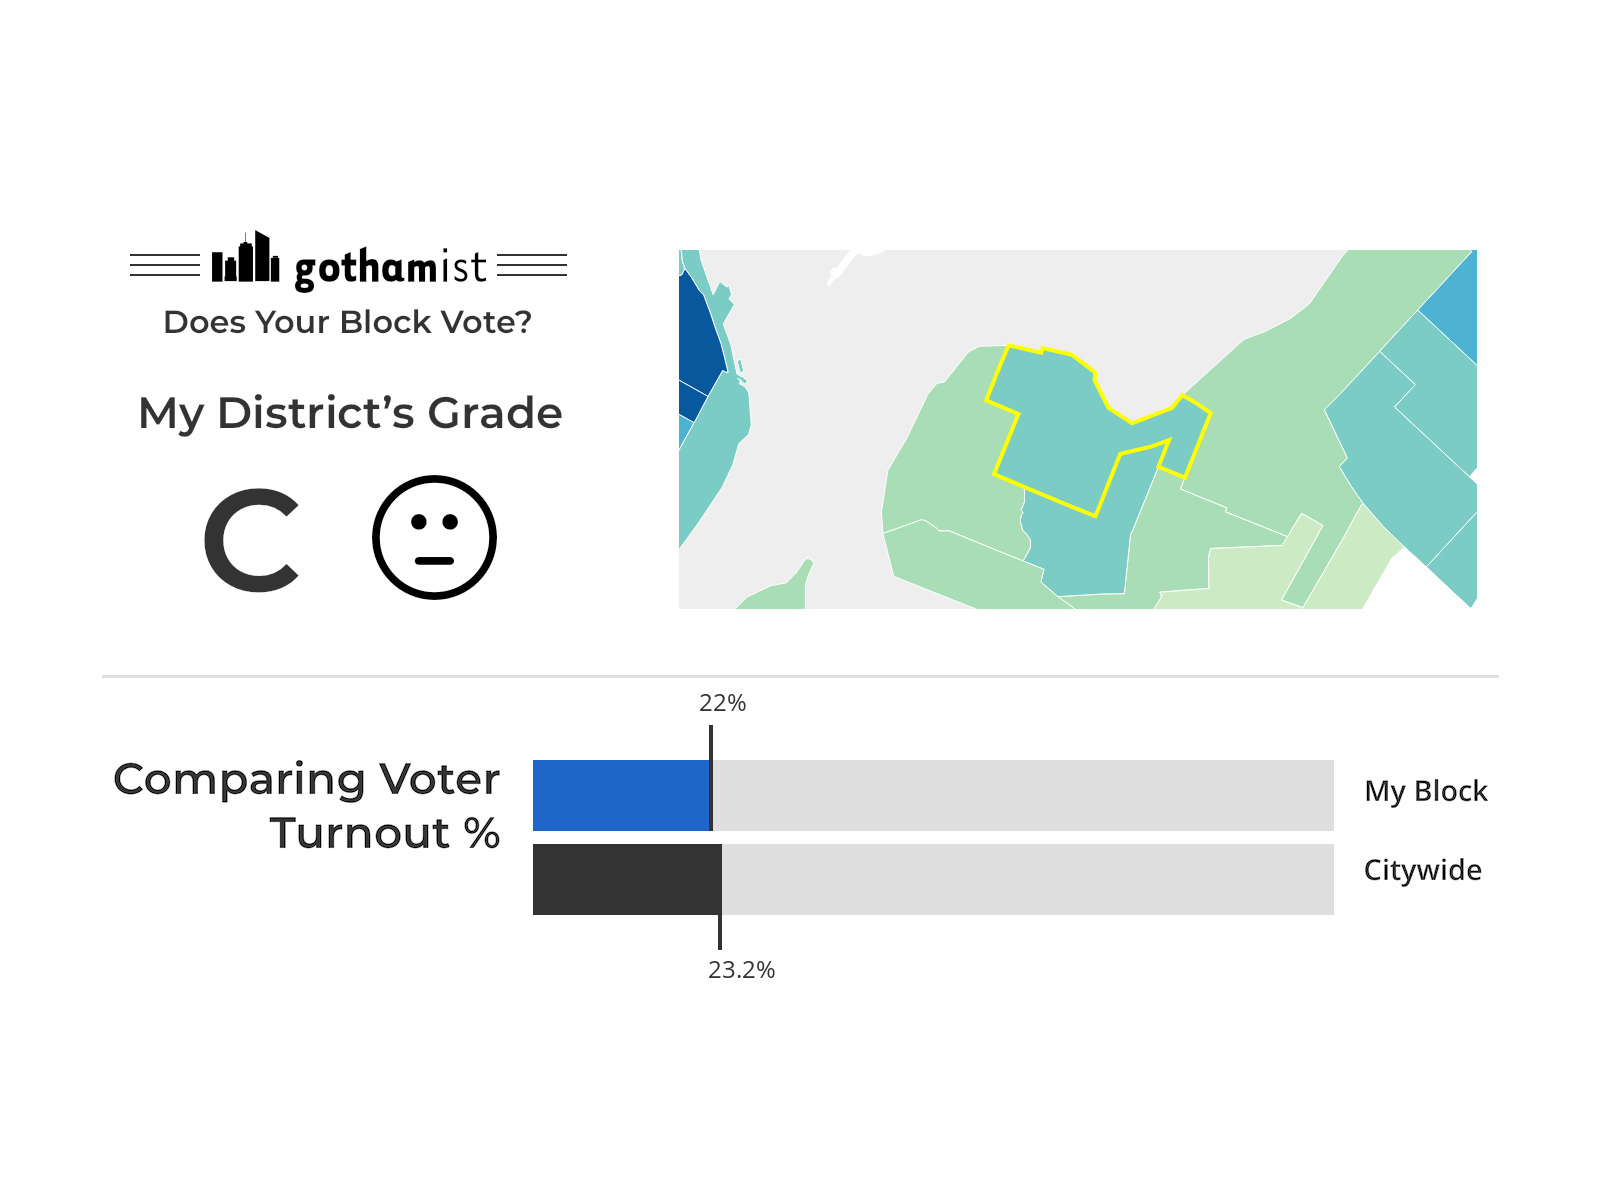 gothamist
Does Your Block Vote?
My District’s Grade
C
22%
Comparing Voter
Turnout %
My Block
Citywide
23.2%